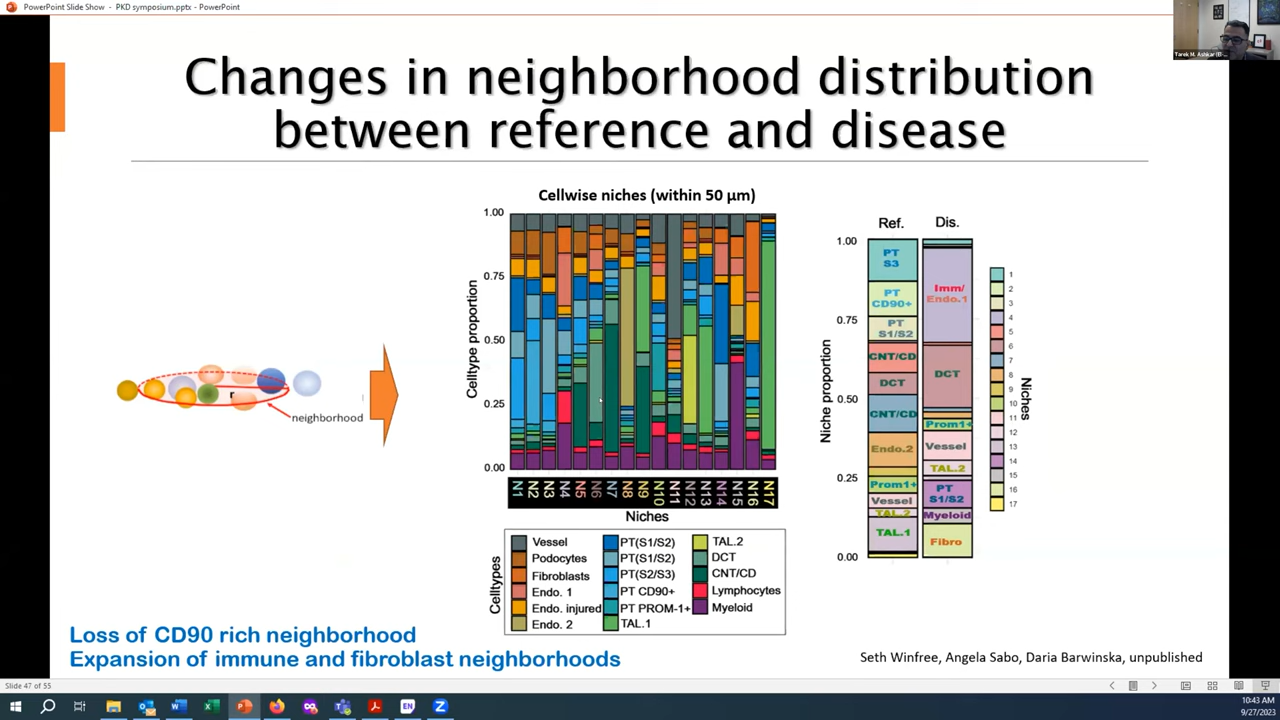 PowerPoint Slide Show - PKD symposium.pptx - PowerPoint
Tarek M. Ashkar (El-...
Changes in neighborhood distribution
between reference and disease
Cellwise niches (within 50 µm)
1.00
0.75
0.50
0.25
0.00
Celltype proportion
N1 N2 N3 N4 N5 N6 N7 N8 N9 N10 N11 N12 N13 N14 N15 N16 N17
Niches
r
neighborhood
Celltypes
Vessel
Podocytes
Fibroblasts
Endo. 1
Endo. injured
Endo. 2
PT(S1/S2)
PT(S1/S2)
PT(S2/S3)
PT CD90+
PT PROM-1+
TAL.1
TAL.2
DCT
CNT/CD
Lymphocytes
Myeloid
Ref.
Dis.
1.00
0.75
0.50
0.25
0.00
Niche proportion
PT
S3
PT
CD90+
PT
S1/S2
CNT/CD
DCT
CNT/CD
Endo.2
Prom1+
Vessel
TAL.2
TAL.1
Imm/
Endo.1
DCT
Prom1+
Vessel
TAL.2
PT
S1/S2
Myeloid
Fibro
1
2
3
4
5
6
7
8
9
10
11
12
13
14
15
16
17
Niches
Loss of CD90 rich neighborhood
Expansion of immune and fibroblast neighborhoods
Seth Winfree, Angela Sabo, Daria Barwinska, unpublished
Slide 47 of 55
EN
10:43 AM
9/27/2023